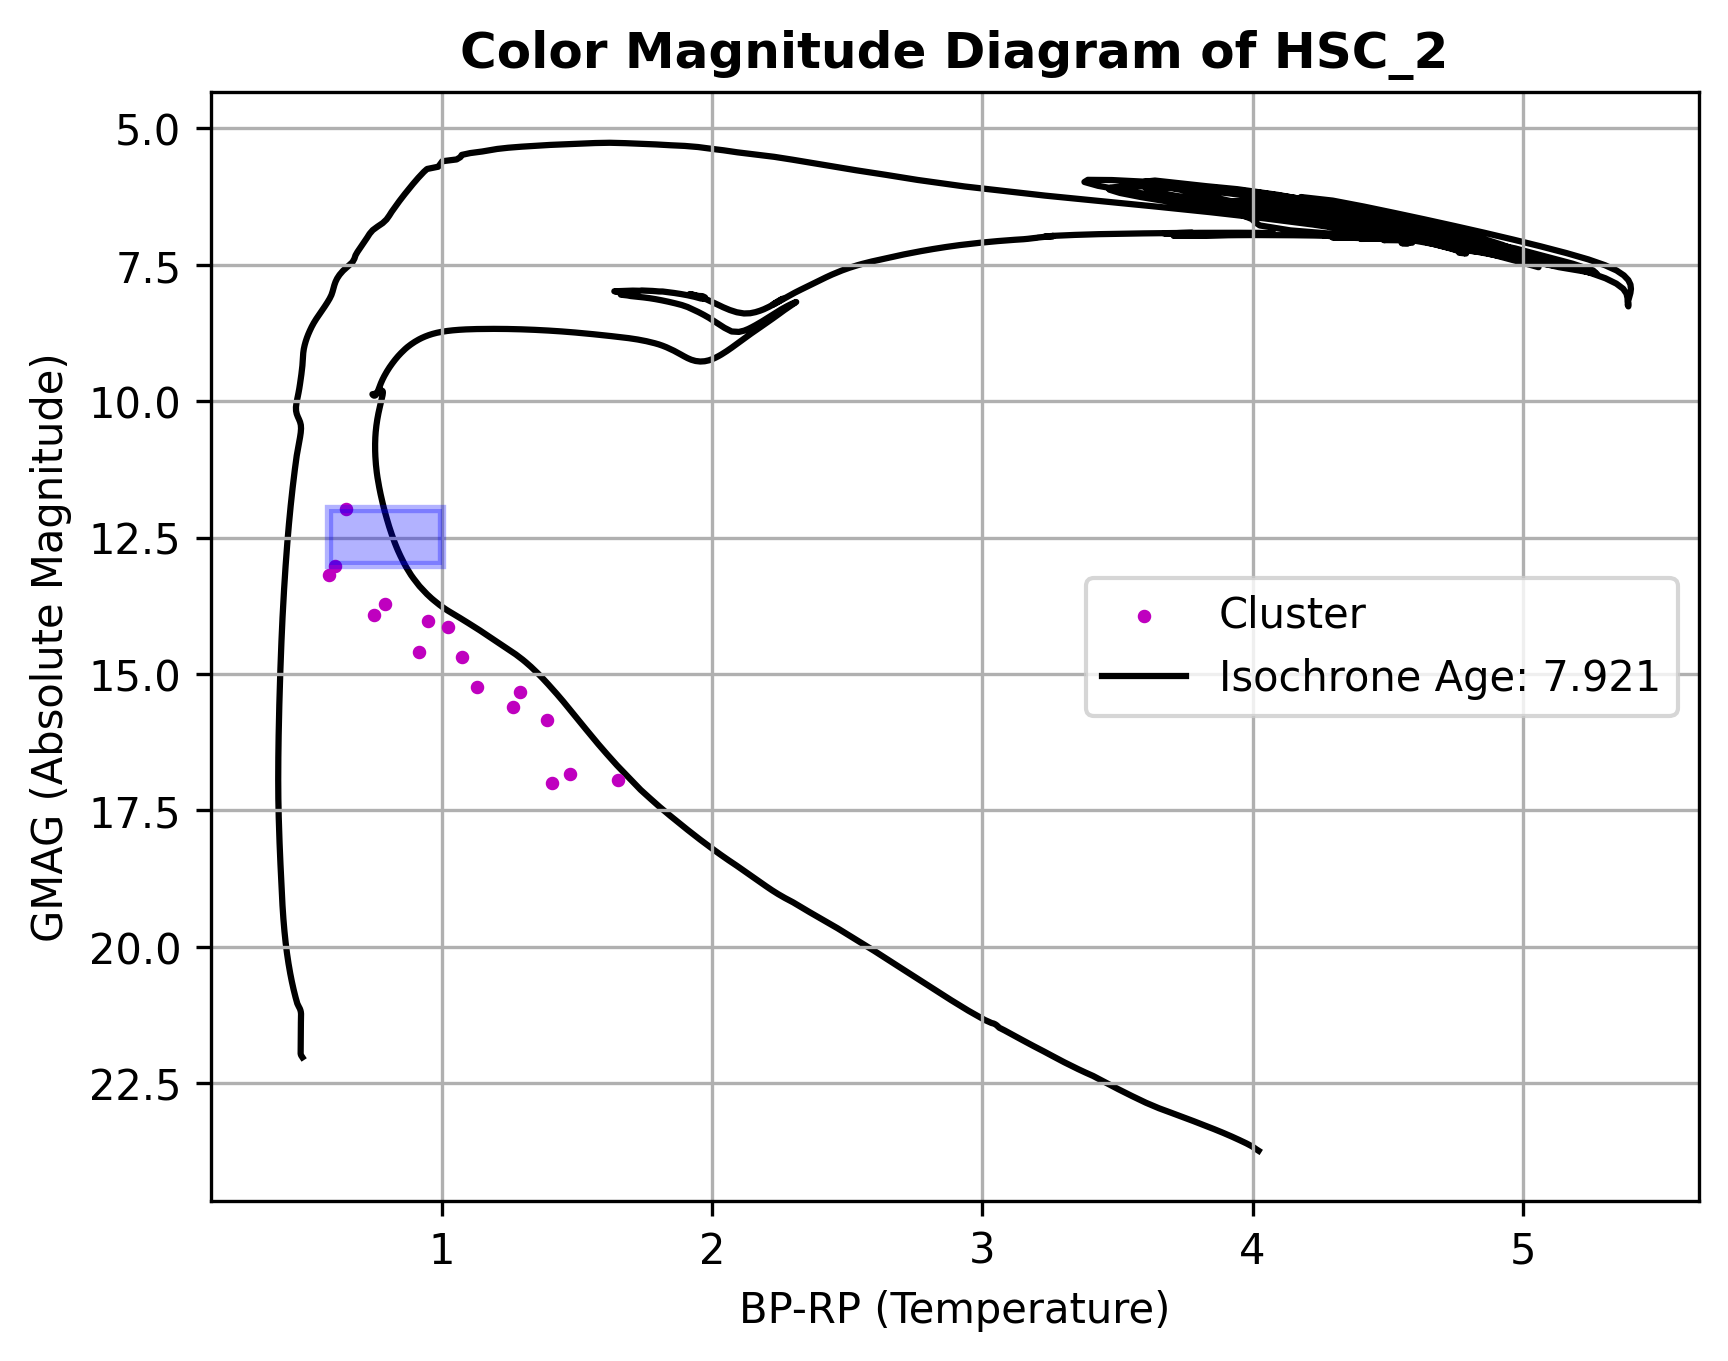 Color Magnitude Diagram of HSC_2
GMAG (Absolute Magnitude)
5.0
7.5
10.0
12.5
15.0
17.5
20.0
22.5
Cluster
Isochrone Age: 7.921
1 2 3 4 5
BP-RP (Temperature)